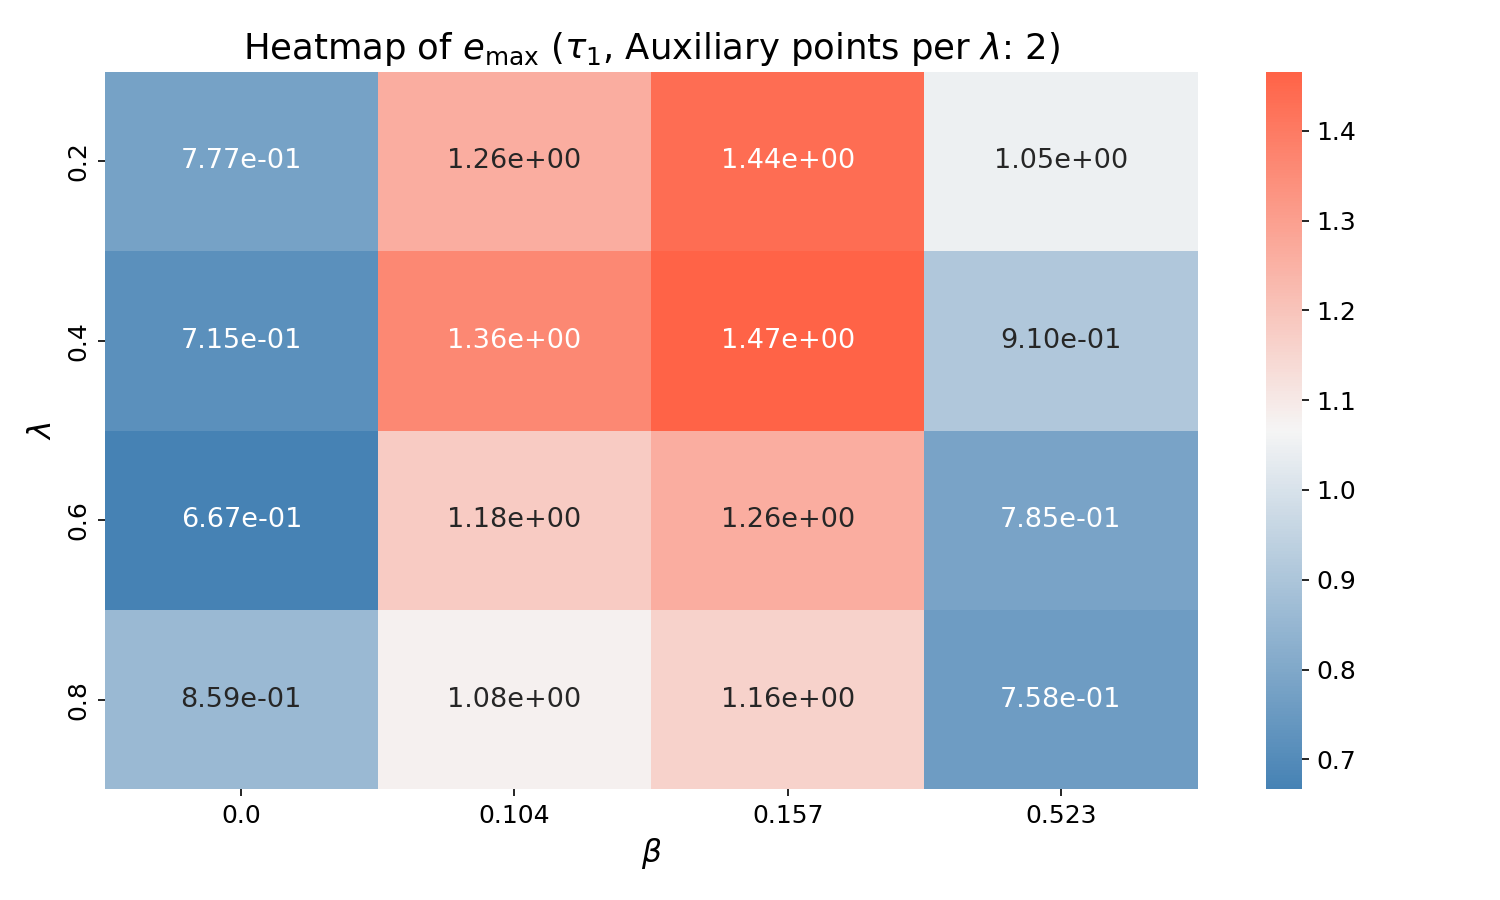 Heatmap of e_max (τ_1, Auxiliary points per λ: 2)
λ
0.2 7.77e-01 1.26e+00 1.44e+00 1.05e+00
0.4 7.15e-01 1.36e+00 1.47e+00 9.10e-01
0.6 6.67e-01 1.18e+00 1.26e+00 7.85e-01
0.8 8.59e-01 1.08e+00 1.16e+00 7.58e-01
0.0 0.104 0.157 0.523
β
1.4
1.3
1.2
1.1
1.0
0.9
0.8
0.7